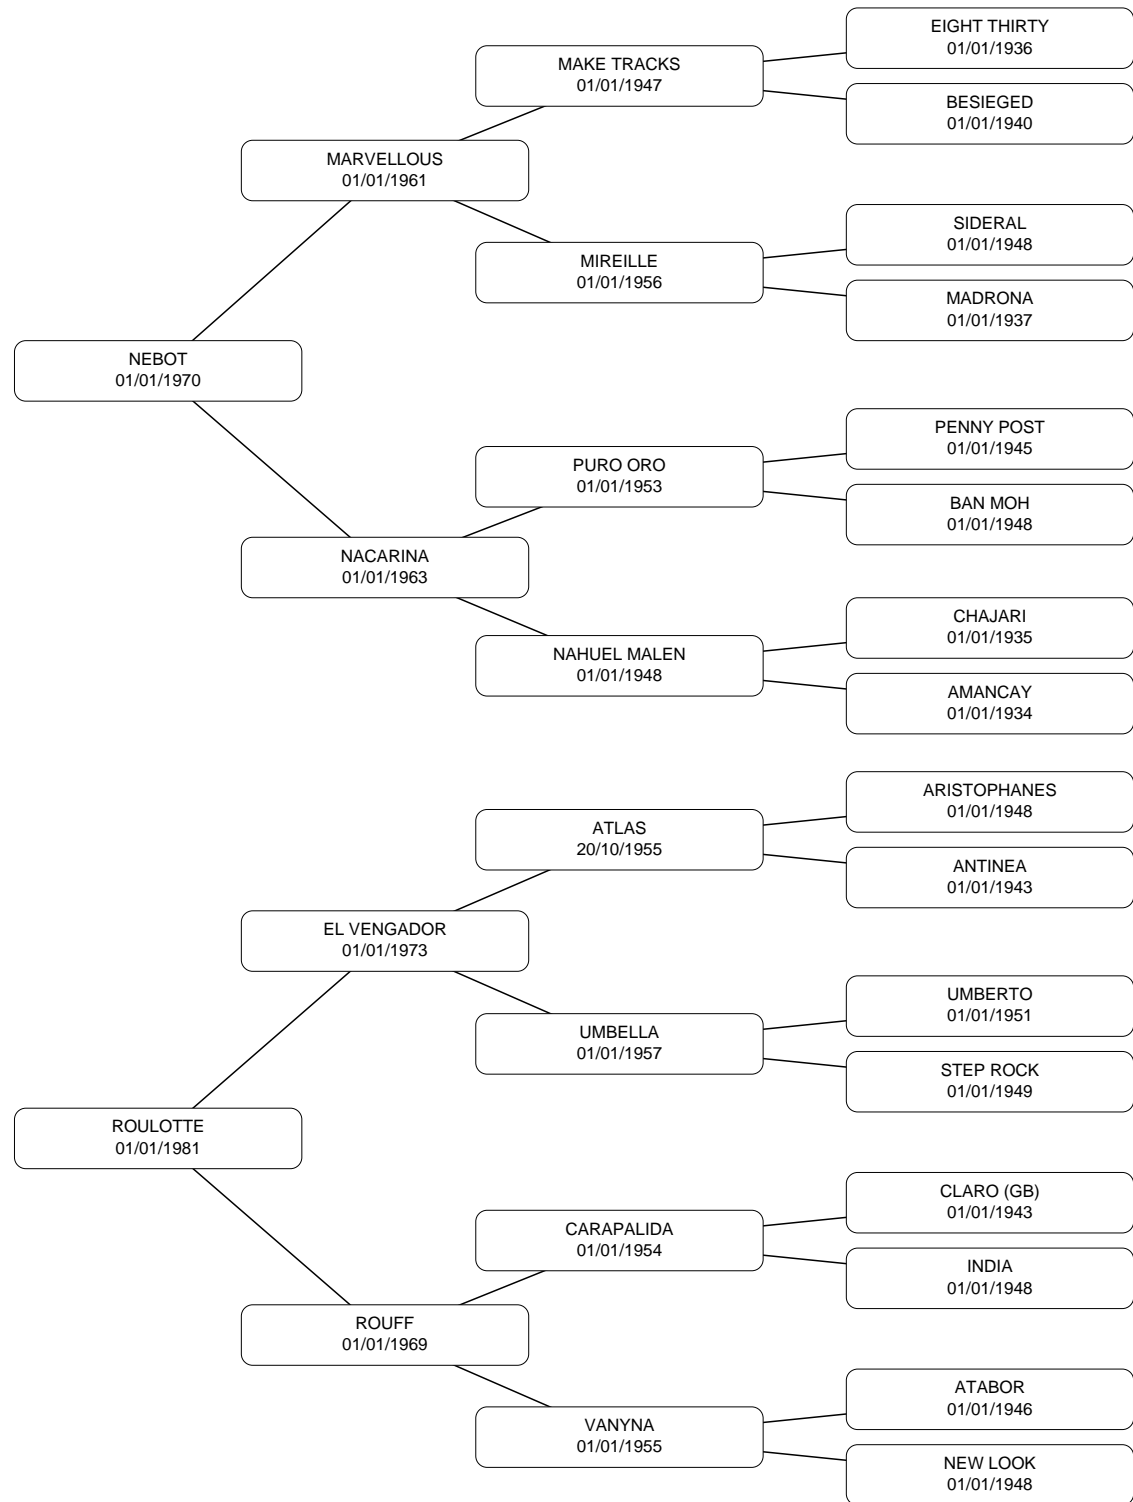 EIGHT THIRTY
01/01/1936
MAKE TRACKS
01/01/1947
BESIEGED
01/01/1940
MARVELLOUS
01/01/1961
SIDERAL
01/01/1948
MIREILLE
01/01/1956
MADRONA
01/01/1937
NEBOT
01/01/1970
PENNY POST
01/01/1945
PURO ORO
01/01/1953
BAN MOH
01/01/1948
NACARINA
01/01/1963
CHAJARI
01/01/1935
NAHUEL MALEN
01/01/1948
AMANCAY
01/01/1934
ARISTOPHANES
01/01/1948
ATLAS
20/10/1955
ANTINEA
01/01/1943
EL VENGADOR
01/01/1973
UMBERTO
01/01/1951
UMBELLA
01/01/1957
STEP ROCK
01/01/1949
ROULOTTE
01/01/1981
CLARO (GB)
01/01/1943
CARAPALIDA
01/01/1954
INDIA
01/01/1948
ROUFF
01/01/1969
ATABOR
01/01/1946
VANYNA
01/01/1955
NEW LOOK
01/01/1948